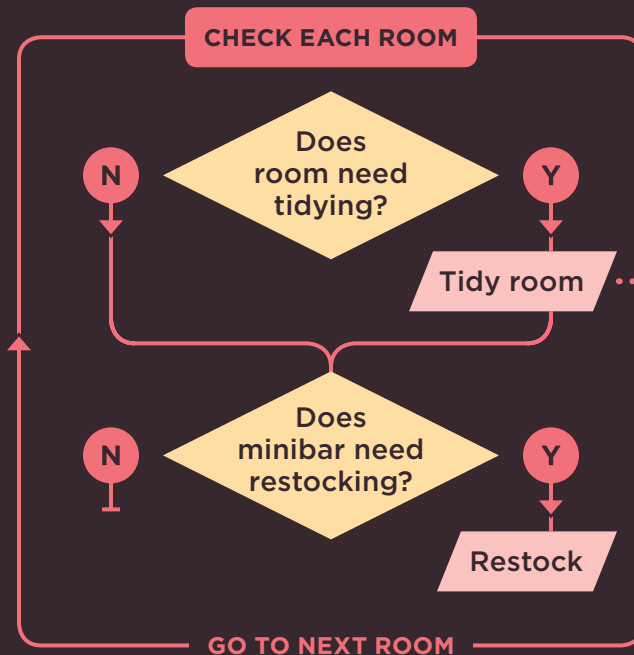 CHECK EACH ROOM
Does
room need
tidying?
N
Y
Tidy room
Does
minibar need
restocking?
N
Y
Restock
GO TO NEXT ROOM